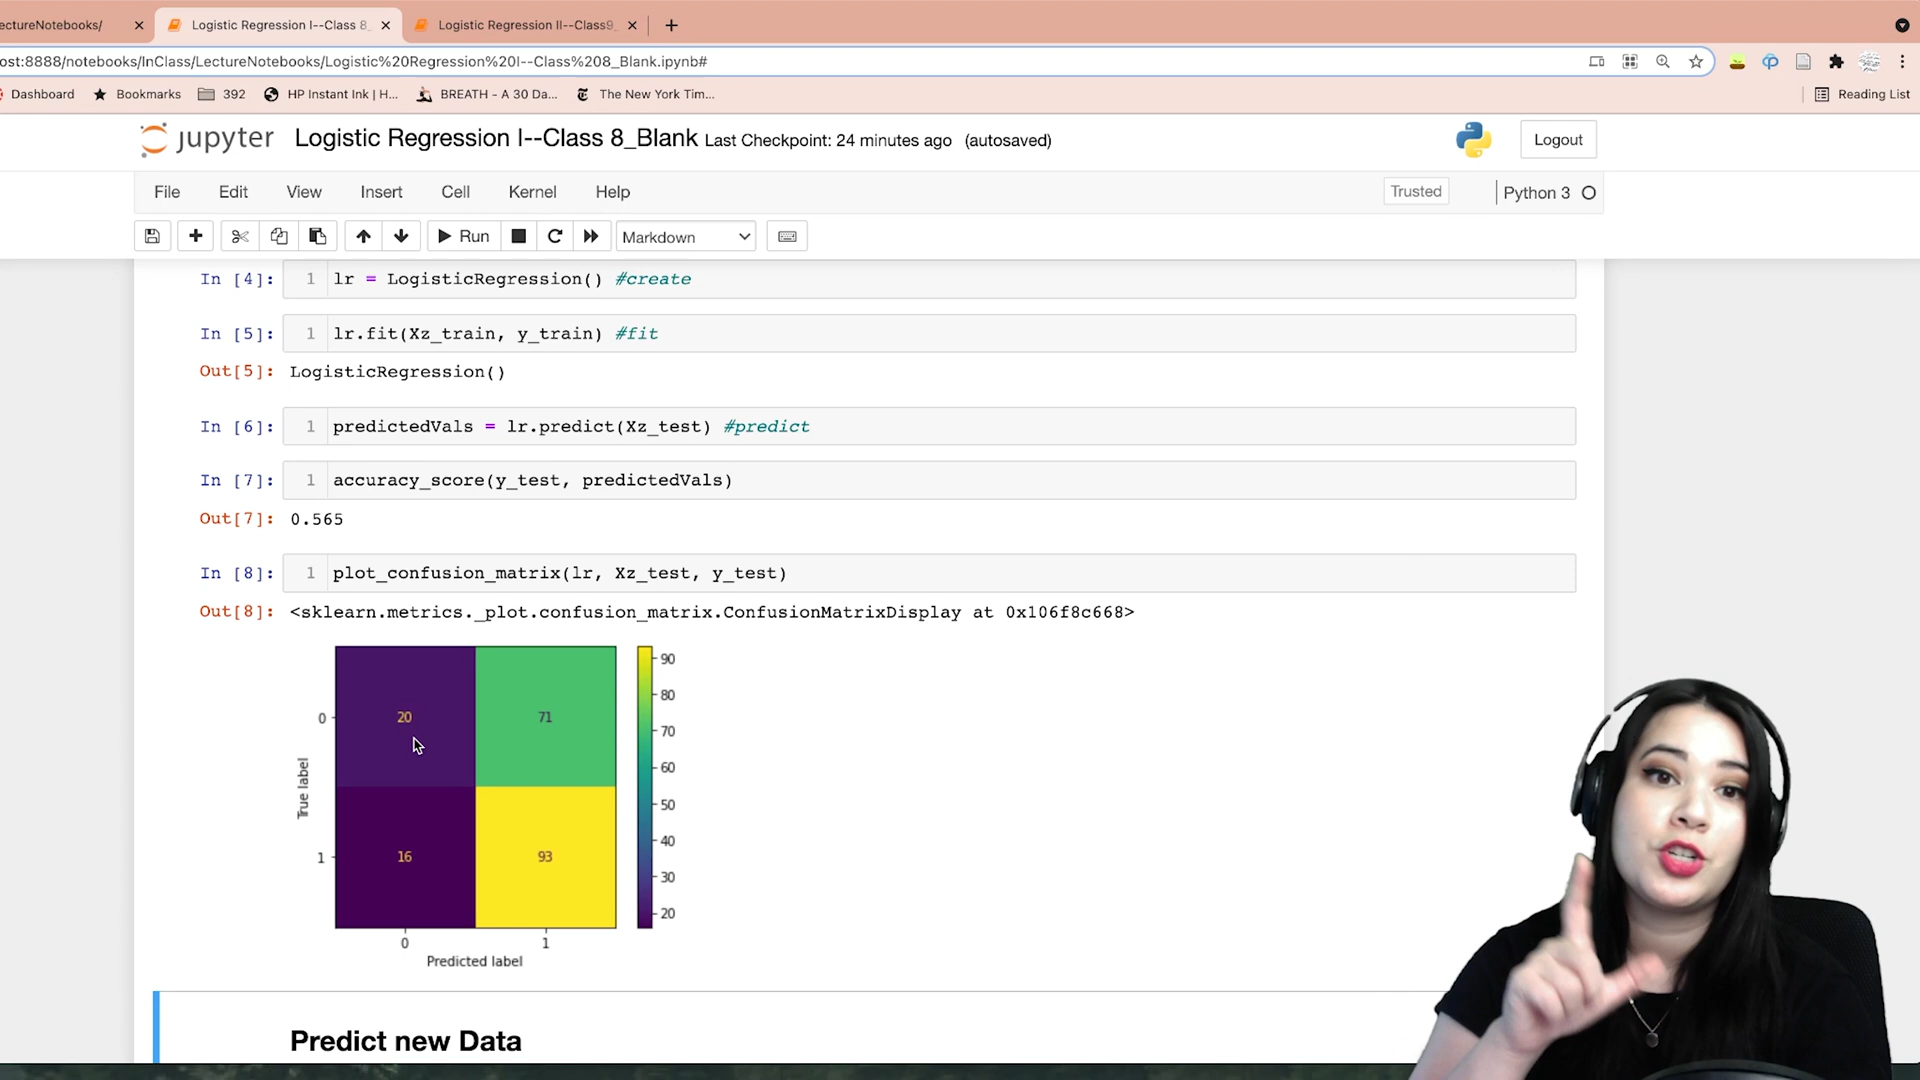 ectureNotebooks/
Logistic Regression I--Class 8_
Logistic Regression II--Class9_
ost:8888/notebooks/InClass/LectureNotebooks/Logistic%20Regression%20I--Class%208_Blank.ipynb#
Dashboard
Bookmarks
392
HP Instant Ink | H...
BREATH - A 30 Da...
The New York Tim...
Reading List
jupyter
Logistic Regression I--Class 8_Blank Last Checkpoint: 24 minutes ago (autosaved)
Logout
File Edit View Insert Cell Kernel Help
Trusted
Python 3
Run
Markdown
In [4]: 1 lr = LogisticRegression() #create
In [5]: 1 lr.fit(Xz_train, y_train) #fit
Out[5]: LogisticRegression()
In [6]: 1 predictedVals = lr.predict(Xz_test) #predict
In [7]: 1 accuracy_score(y_test, predictedVals)
Out[7]: 0.565
In [8]: 1 plot_confusion_matrix(lr, Xz_test, y_test)
Out[8]: <sklearn.metrics._plot.confusion_matrix.ConfusionMatrixDisplay at 0x106f8c668>
True label
0
1
20 71
16 93
0 1
Predicted label
90
80
70
60
50
40
30
20
Predict new Data